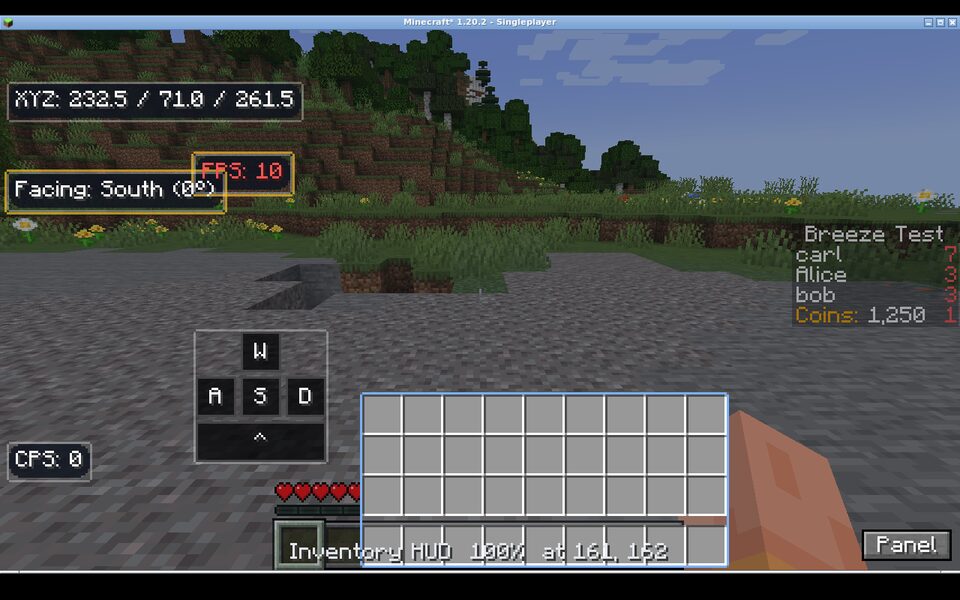 Minecraft* 1.20.2 - Singleplayer
XYZ: 232.5 / 71.0 / 261.5
FPS: 10
Facing: South (0°)
Breeze Test
carl 7
Alice 3
bob 3
Coins: 1,250 1
W
A S D
^
CPS: 0
Inventory HUD 100% at 161, 162
Panel